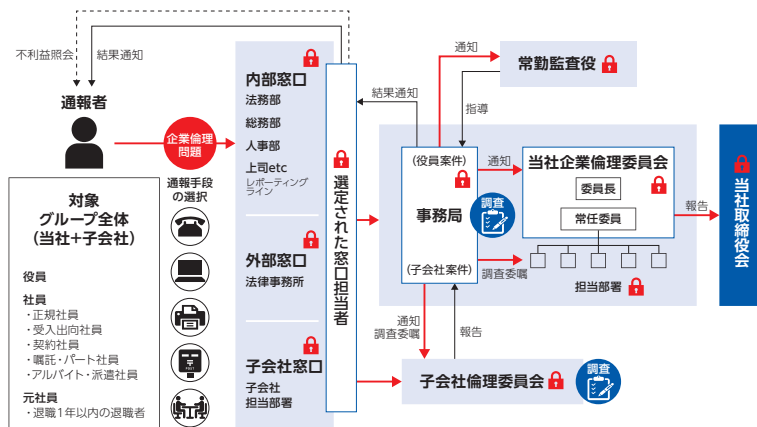 不利益照会
結果通知
通報者
企業倫理
問題
通報手段
の選択
POST
対象
グループ全体
(当社+子会社)
役員
社員
・正規社員
・受入出向社員
・契約社員
・嘱託・パート社員
・アルバイト・派遣社員
元社員
・退職1年以内の退職者
内部窓口
法務部
総務部
人事部
上司etc
レポーティング
ライン
外部窓口
法律事務所
子会社窓口
子会社
担当部署
選定された窓口担当者
結果通知
通知
常勤監査役
指導
(役員案件)
事務局
(子会社案件)
調査
通知
調査委嘱
当社企業倫理委員会
委員長
常任委員
担当部署
報告
当社取締役会
通知
調査委嘱
報告
子会社倫理委員会
調査